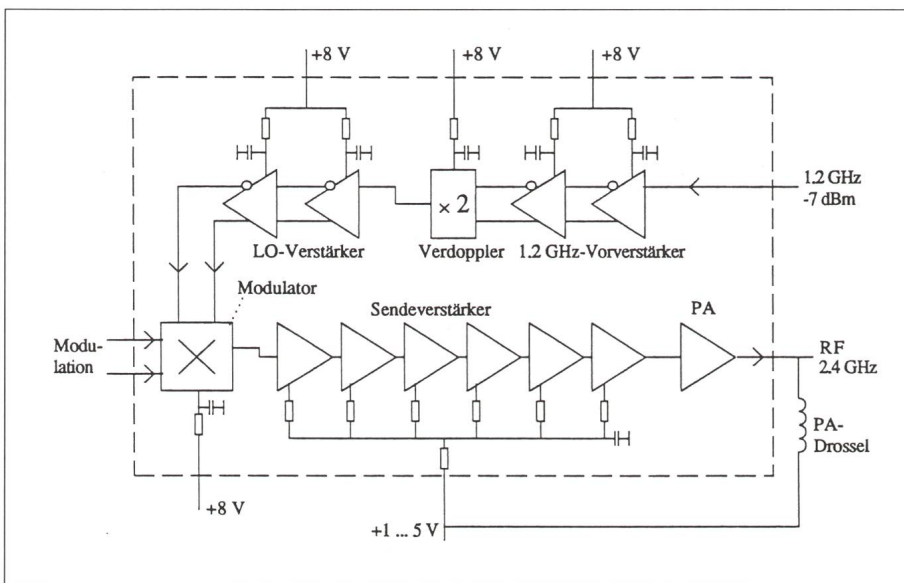 +8 V
+8 V
+8 V
1.2 GHz
-7 dBm
× 2
LO-Verstärker
Verdoppler
1.2 GHz-Vorverstärker
Modulator
Sendeverstärker
PA
Modu-
lation
RF
2.4 GHz
PA-
Drossel
+8 V
+1 ... 5 V